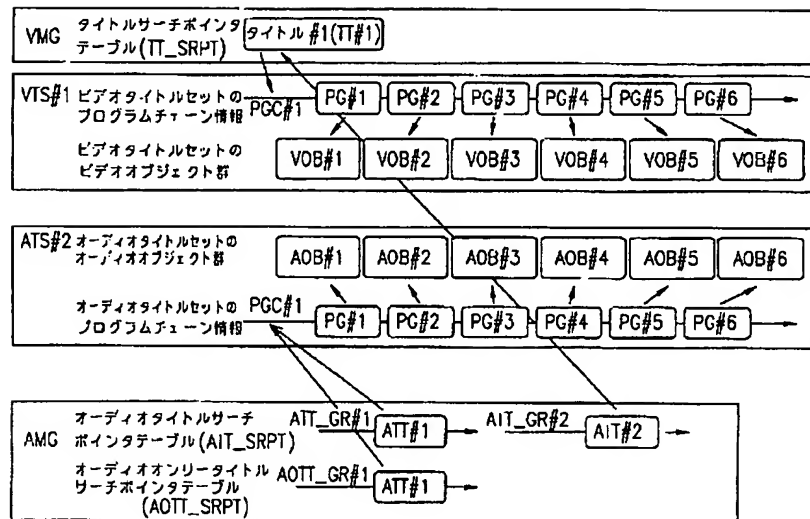 VMG タイトルサーチポインタ
テーブル(TT_SRPT)
タイトル #1(TT#1)
VTS#1 ビデオタイトルセットの
プログラムチェーン情報
PGC#1
PG#1 PG#2 PG#3 PG#4 PG#5 PG#6
ビデオタイトルセットの
ビデオオブジェクト群
VOB#1 VOB#2 VOB#3 VOB#4 VOB#5 VOB#6
ATS#2 オーディオタイトルセットの
オーディオオブジェクト群
AOB#1 AOB#2 AOB#3 AOB#4 AOB#5 AOB#6
オーディオタイトルセットの
プログラムチェーン情報
PGC#1
PG#1 PG#2 PG#3 PG#4 PG#5 PG#6
AMG オーディオタイトルサーチ
ポインタテーブル(AIT_SRPT)
ATT_GR#1 ATT#1 AIT_GR#2 AIT#2
オーディオオンリータイトル
サーチポインタテーブル
(AOTT_SRPT)
AOTT_GR#1 ATT#1